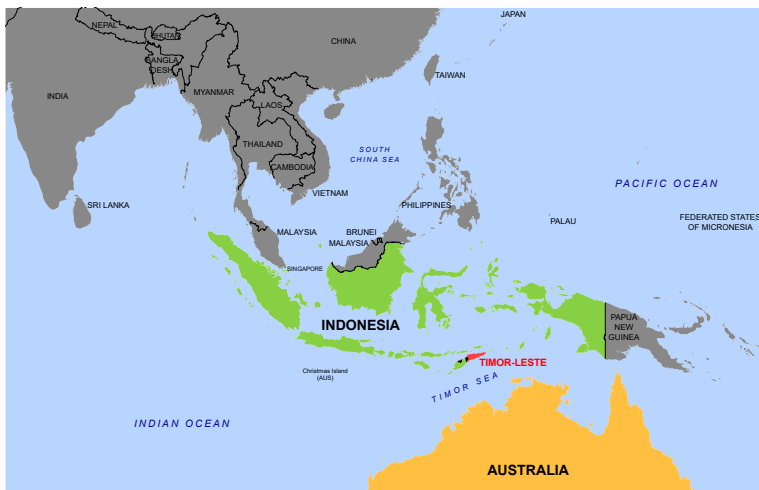 JAPAN
NEPAL
BHUTAN
CHINA
BANGLA
DESH
TAIWAN
INDIA
MYANMAR
LAOS
THAILAND
SOUTH
CHINA SEA
CAMBODIA
PACIFIC OCEAN
VIETNAM
SRI LANKA
PHILIPPINES
PALAU
FEDERATED STATES
OF MICRONESIA
MALAYSIA
BRUNEI
MALAYSIA
SINGAPORE
PAPUA
NEW
GUINEA
INDONESIA
TIMOR-LESTE
Christmas Island
(AUS)
TIMOR SEA
INDIAN OCEAN
AUSTRALIA